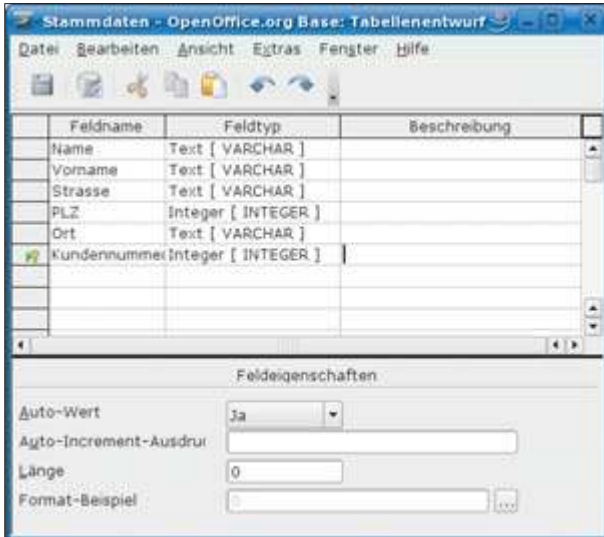 Stammdaten - OpenOffice.org Base: Tabellenentwurf
Datei Bearbeiten Ansicht Extras Fenster Hilfe
Feldname Feldtyp Beschreibung
Name Text [ VARCHAR ]
Vorname Text [ VARCHAR ]
Strasse Text [ VARCHAR ]
PLZ Integer [ INTEGER ]
Ort Text [ VARCHAR ]
Kundennummer Integer [ INTEGER ]
Feldeigenschaften
Auto-Wert Ja
Auto-Increment-Ausdru
Länge 0
Format-Beispiel 0 ...